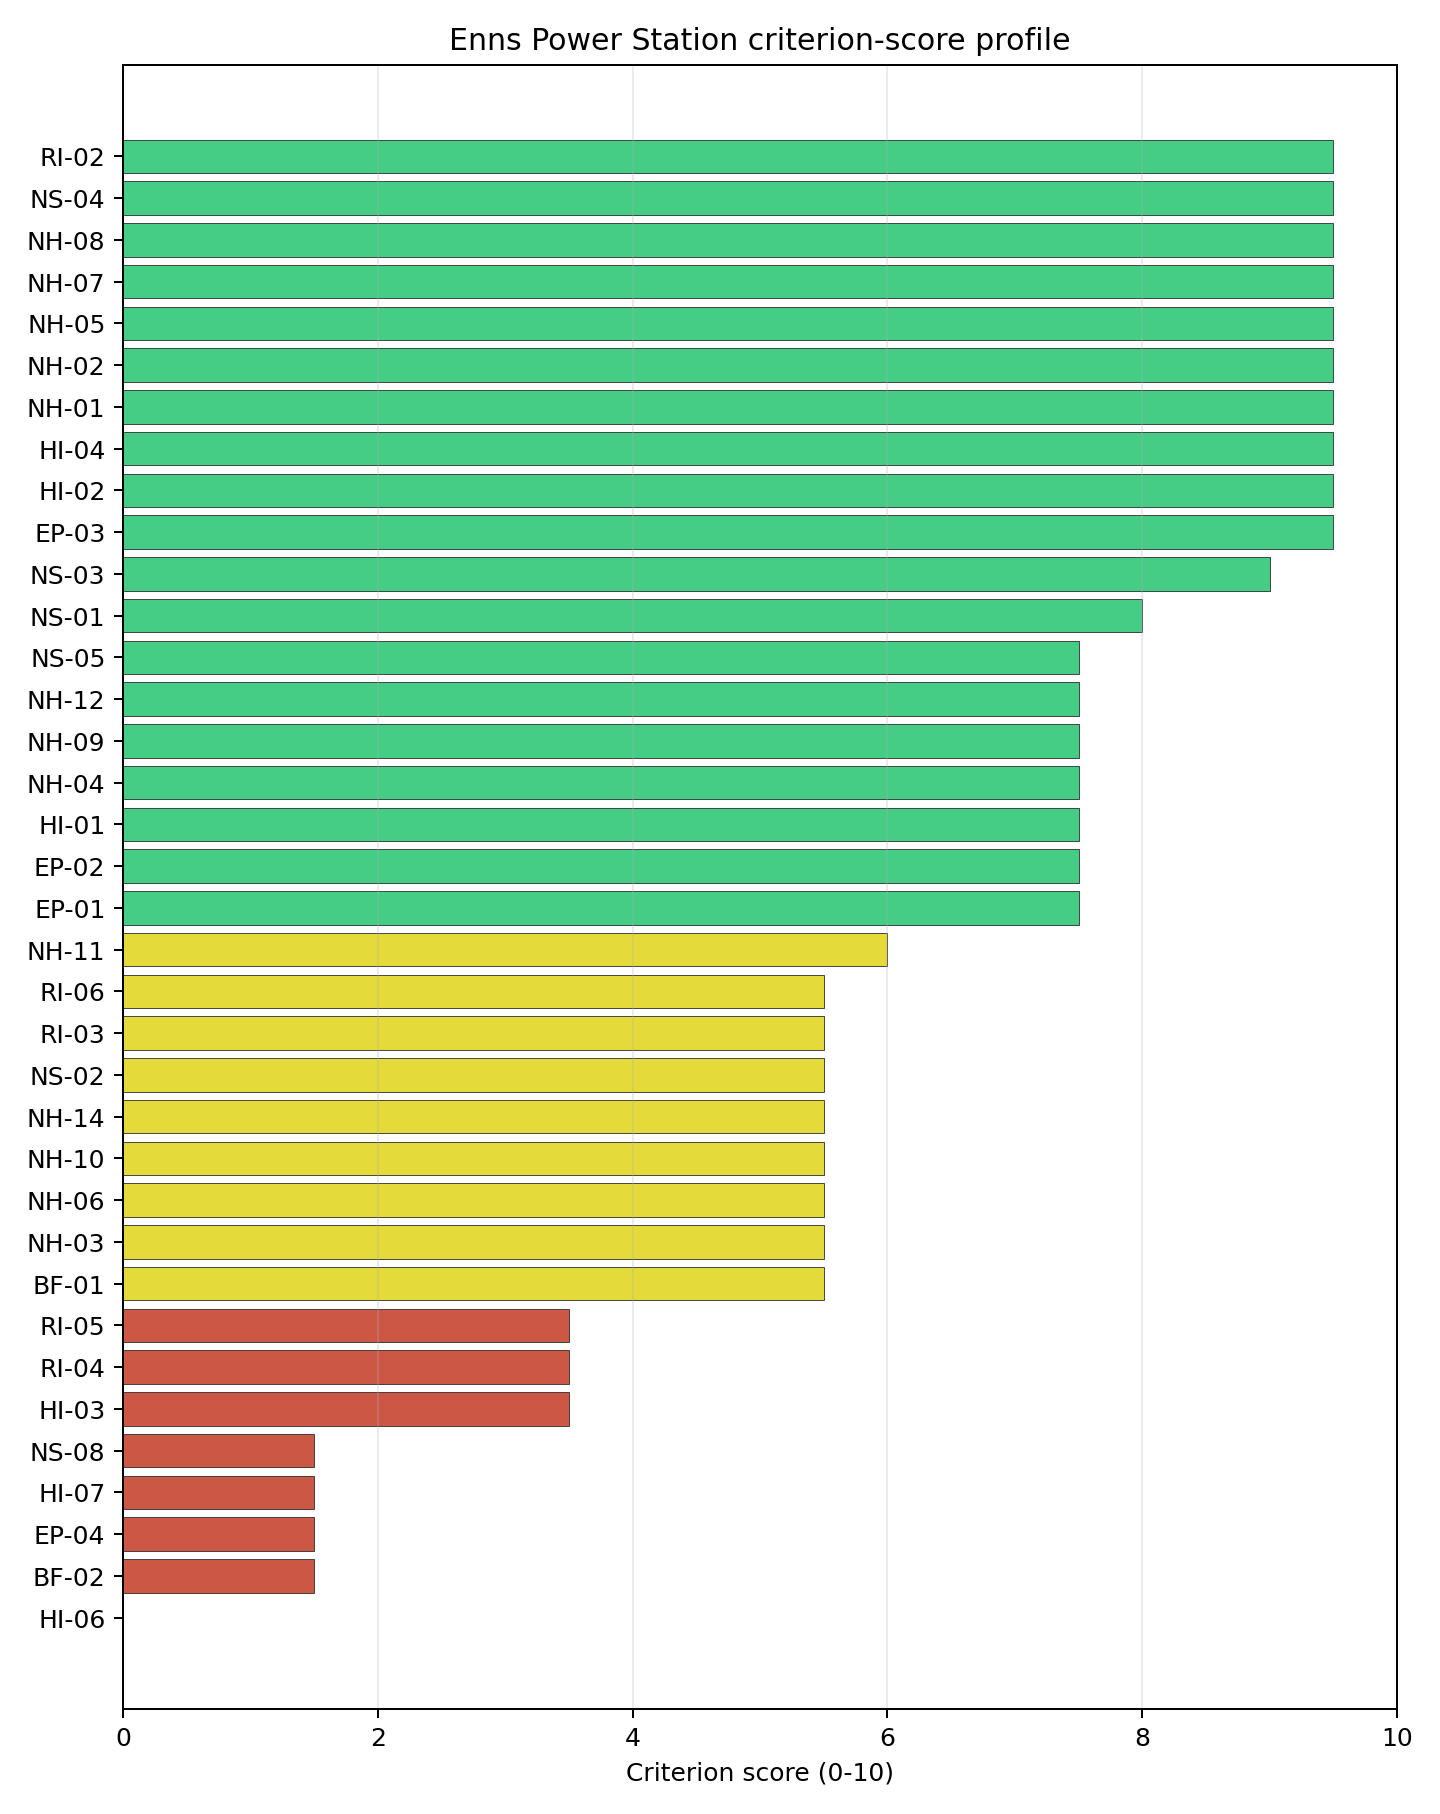 Enns Power Station criterion-score profile
RI-02
NS-04
NH-08
NH-07
NH-05
NH-02
NH-01
HI-04
HI-02
EP-03
NS-03
NS-01
NS-05
NH-12
NH-09
NH-04
HI-01
EP-02
EP-01
NH-11
RI-06
RI-03
NS-02
NH-14
NH-10
NH-06
NH-03
BF-01
RI-05
RI-04
HI-03
NS-08
HI-07
EP-04
BF-02
HI-06
0 2 4 6 8 10
Criterion score (0-10)